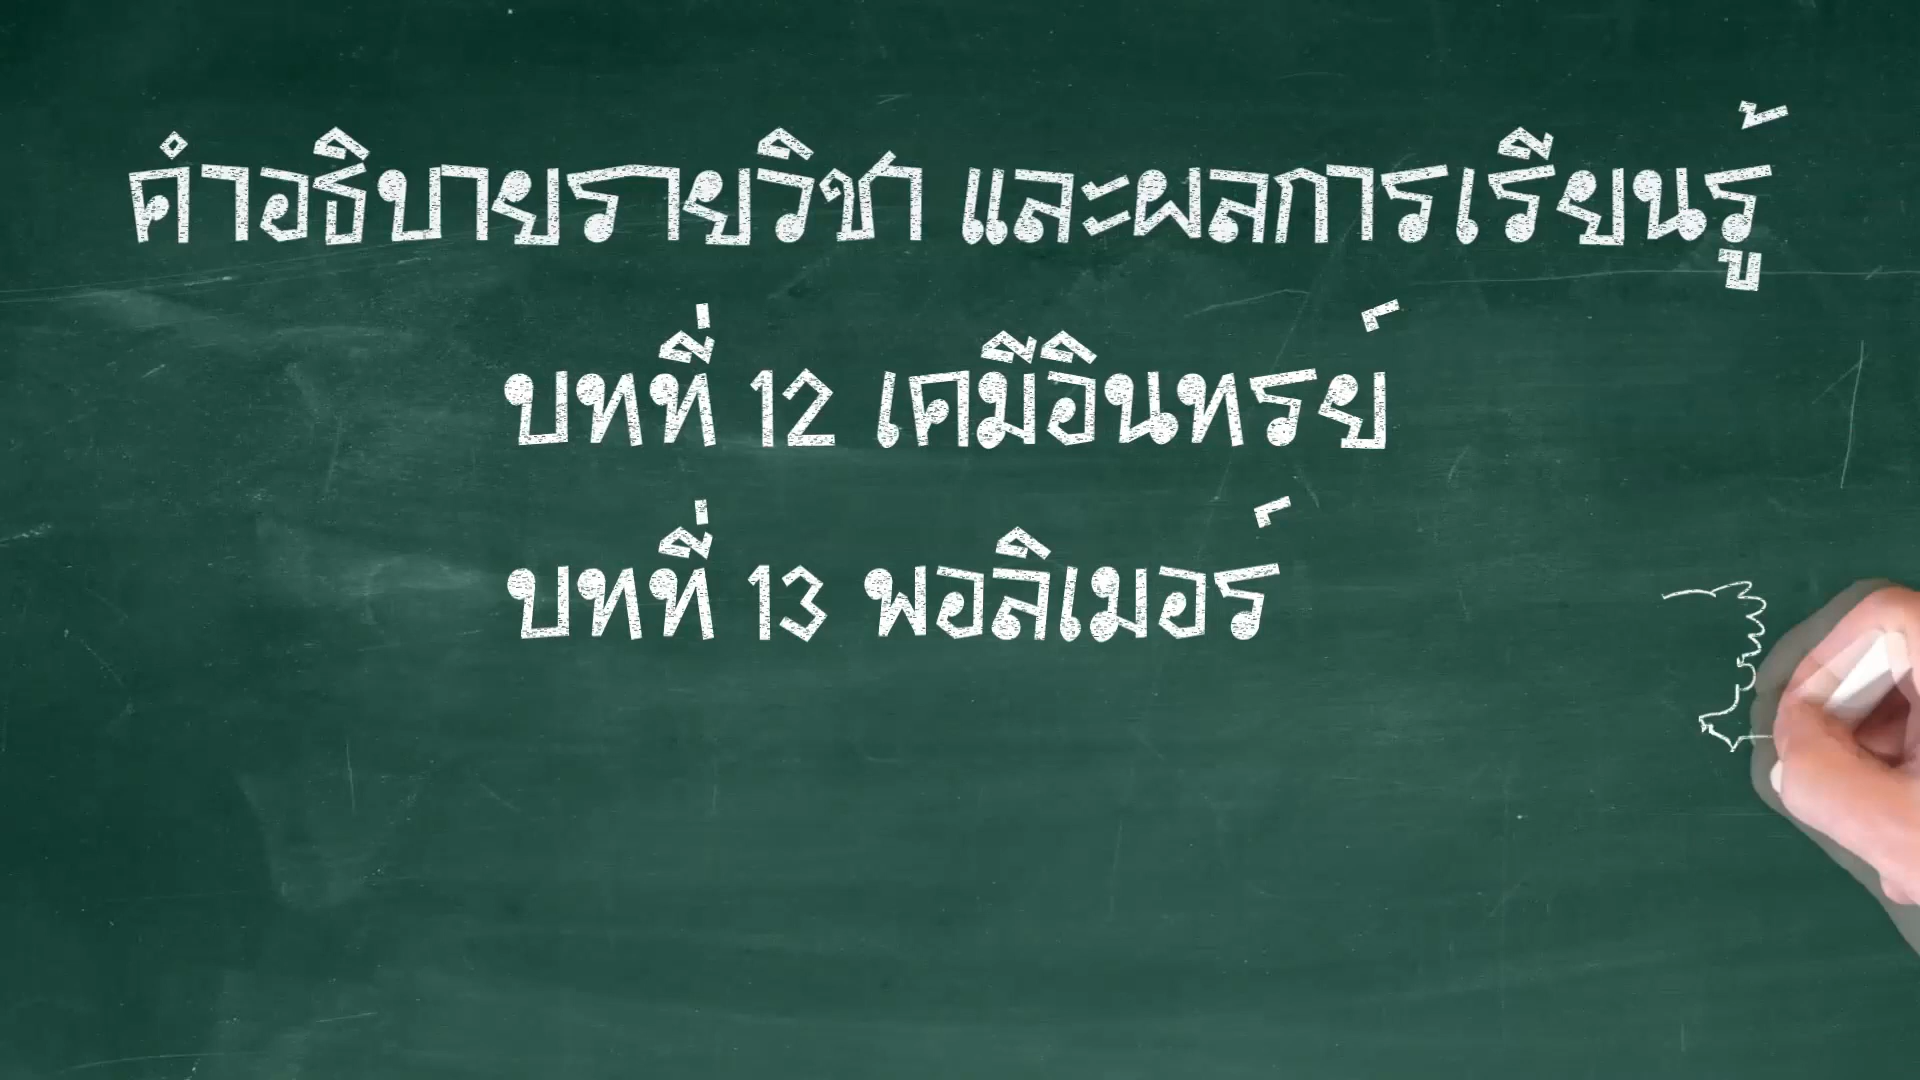 คำอธิบายรายวิชา และผลการเรียนรู้
บทที่ 12 เคมีอินทรย์
บทที่ 13 พอลิเมอร์